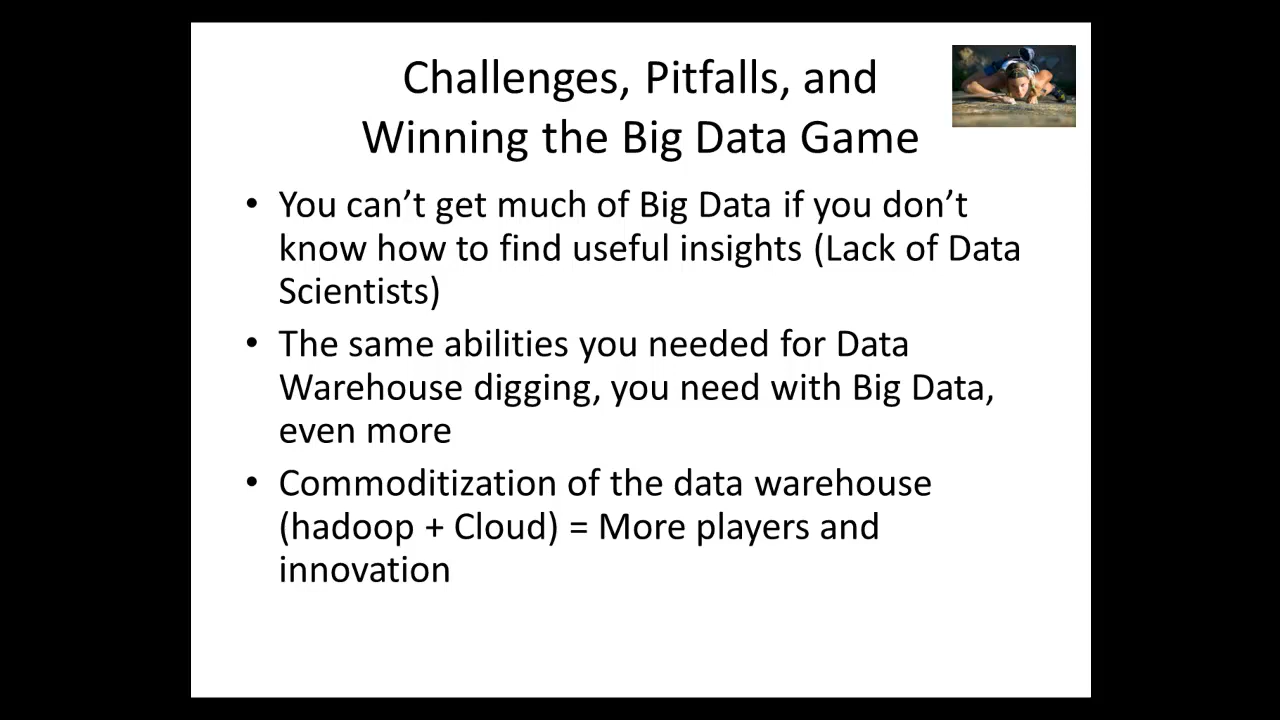 Challenges, Pitfalls, and
Winning the Big Data Game
• You can’t get much of Big Data if you don’t
know how to find useful insights (Lack of Data
Scientists)
• The same abilities you needed for Data
Warehouse digging, you need with Big Data,
even more
• Commoditization of the data warehouse
(hadoop + Cloud) = More players and
innovation